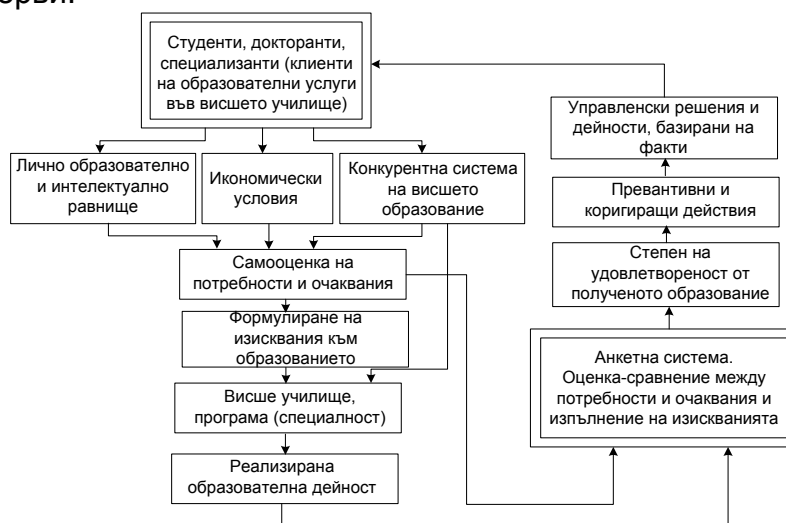 Студенти, докторанти,
специализанти (клиенти
на образователни услуги
във висшето училище)
Лично образователно
и интелектуално
равнище
Икономически
условия
Конкурентна система
на висшето
образование
Самооценка на
потребности и очаквания
Формулиране на
изисквания към
образованието
Висше училище,
програма (специалност)
Реализирана
образователна дейност
Управленски решения и
дейности, базирани на
факти
Превантивни и
коригиращи действия
Степен на
удовлетвореност от
полученото образование
Анкетна система.
Оценка-сравнение между
потребности и очаквания и
изпълнение на изискванията